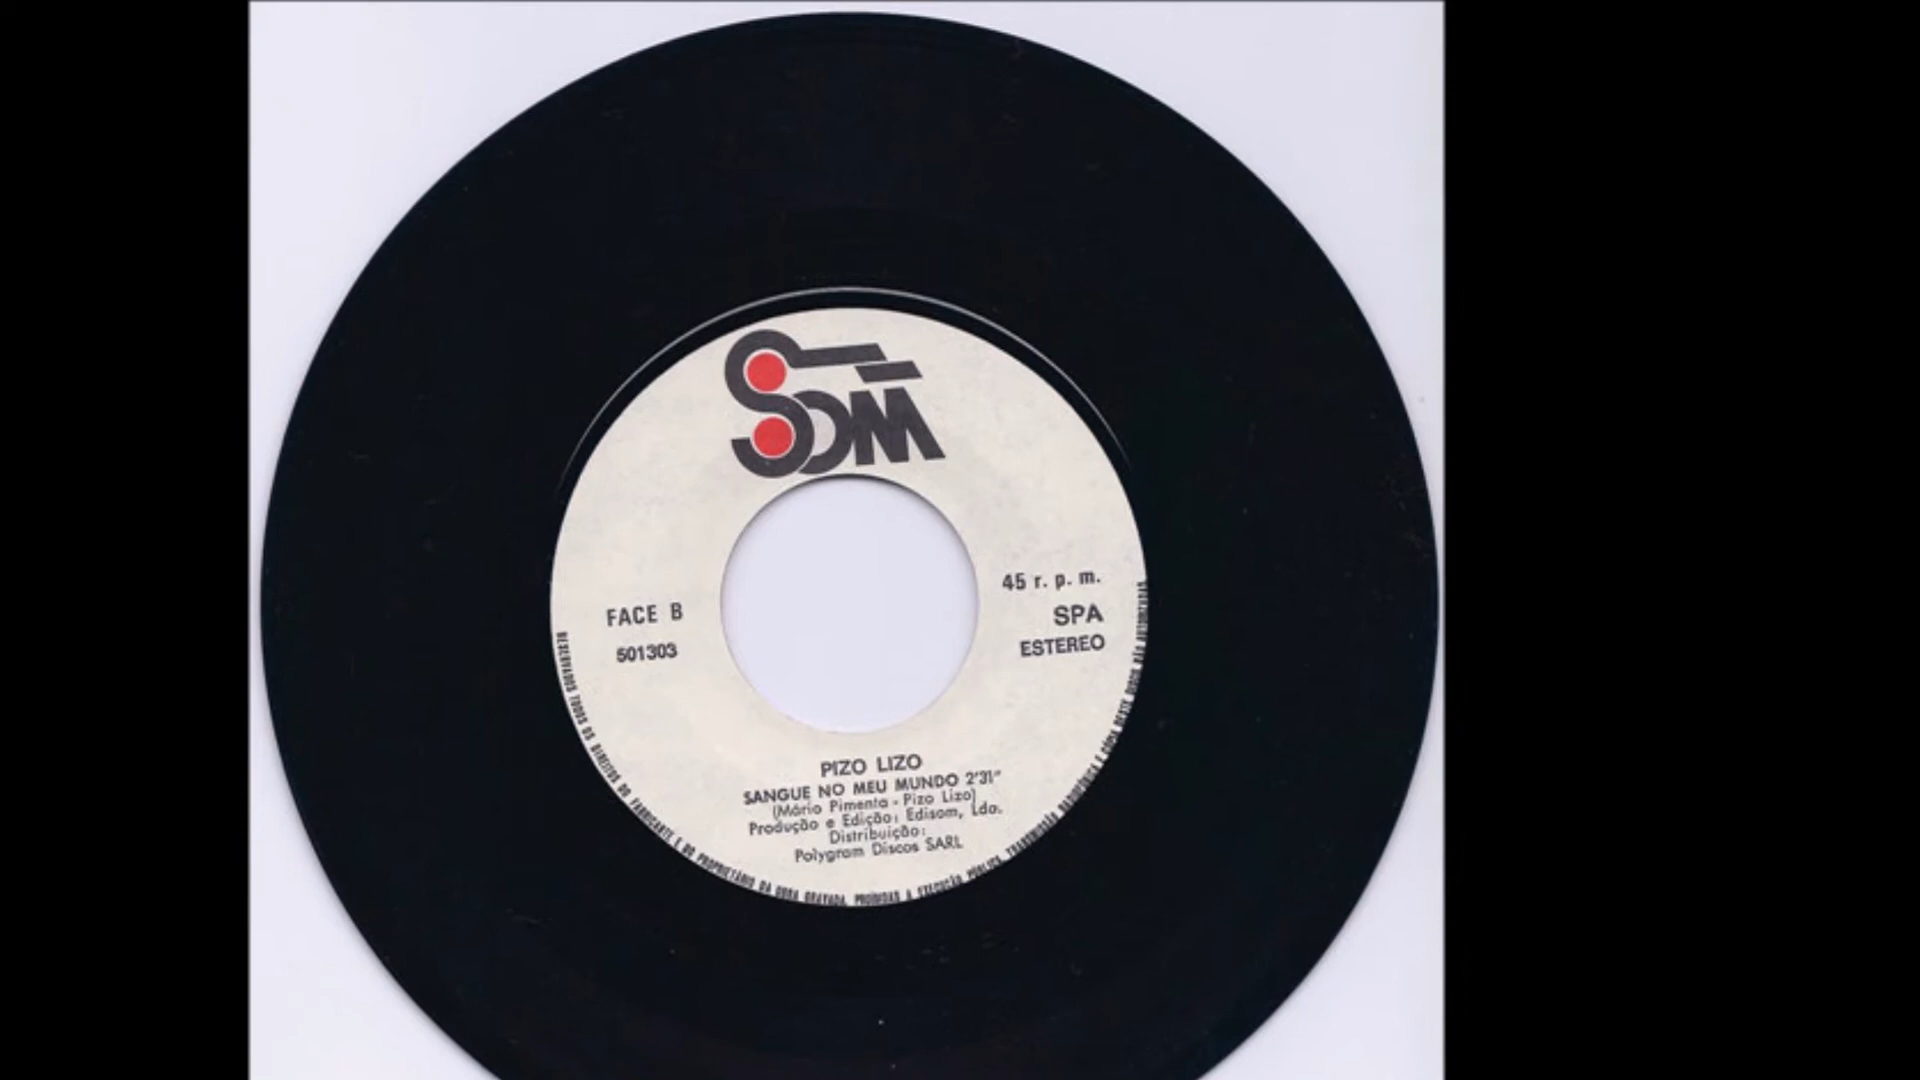 SOM
45 r. p. m.
FACE B
SPA
501303
ESTEREO
PIZO LIZO
SANGUE NO MEU MUNDO 2'31"
(Mário Pimenta - Pizo Lizo)
Produção e Edição: Edisom, Lda.
Distribuição:
Polygram Discos SARL
RESERVADOS TODOS OS DIREITOS DO FABRICANTE E DO PROPRIETÁRIO DA OBRA GRAVADA. PROIBIDAS A EXECUÇÃO PÚBLICA, TRANSMISSÃO RADIOFÓNICA E CÓPIA DESTE DISCO NÃO AUTORIZADAS